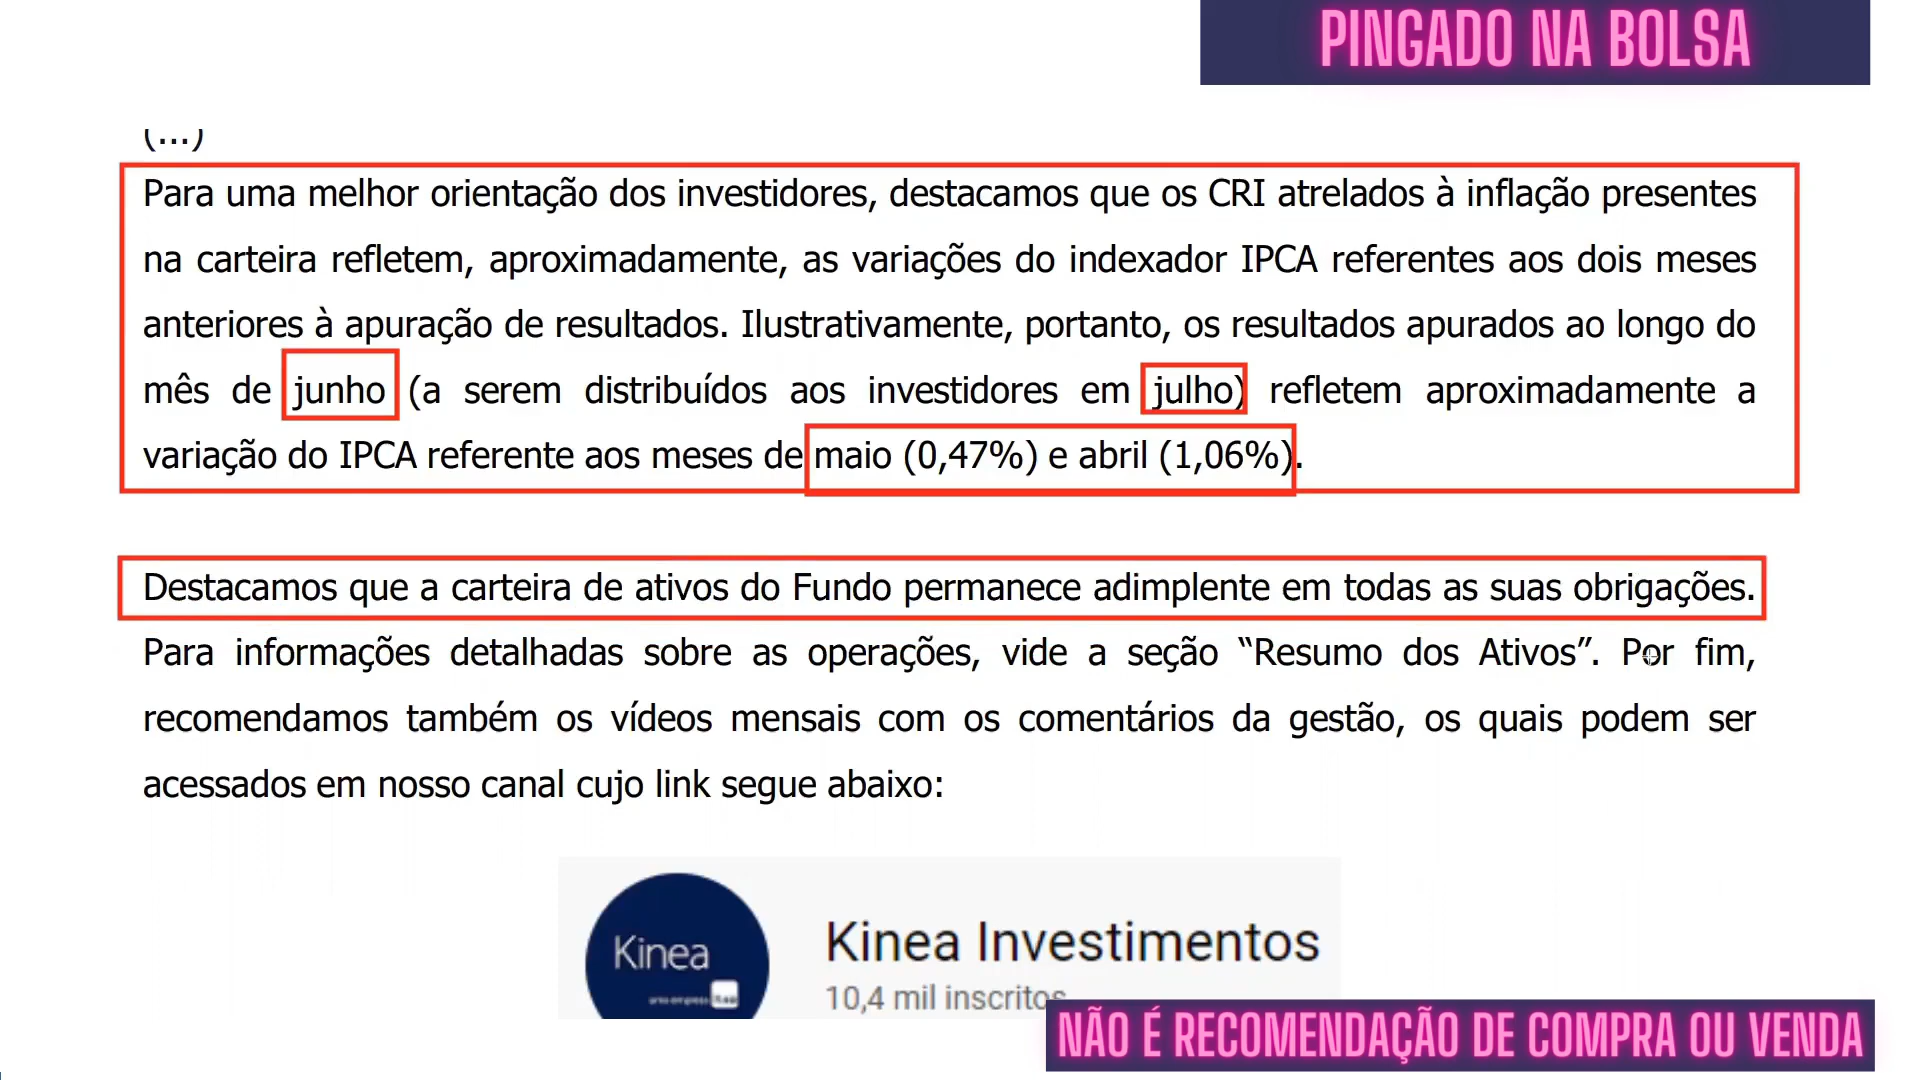 PINGADO NA BOLSA
(...)
Para uma melhor orientação dos investidores, destacamos que os CRI atrelados à inflação presentes
na carteira refletem, aproximadamente, as variações do indexador IPCA referentes aos dois meses
anteriores à apuração de resultados. Ilustrativamente, portanto, os resultados apurados ao longo do
mês de junho (a serem distribuídos aos investidores em julho) refletem aproximadamente a
variação do IPCA referente aos meses de maio (0,47%) e abril (1,06%).
Destacamos que a carteira de ativos do Fundo permanece adimplente em todas as suas obrigações.
Para informações detalhadas sobre as operações, vide a seção “Resumo dos Ativos”. Por fim,
recomendamos também os vídeos mensais com os comentários da gestão, os quais podem ser
acessados em nosso canal cujo link segue abaixo:
Kinea
Kinea Investimentos
10,4 mil inscritos
NÃO É RECOMENDAÇÃO DE COMPRA OU VENDA